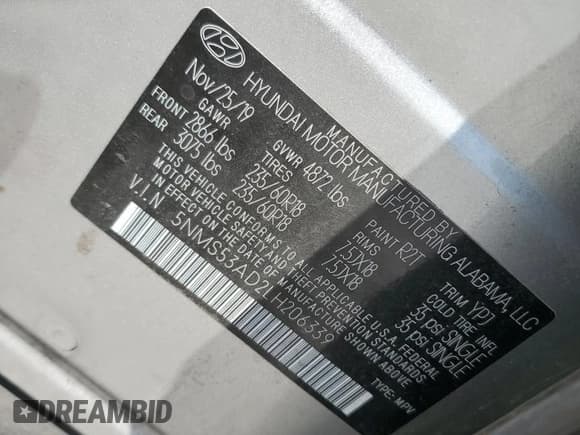 MANUFACTURED BY
HYUNDAI MOTOR MANUFACTURING ALABAMA, LLC
Nov/25/19 GVWR 4872 lbs PAINT R2T TRIM YPJ
GAWR TIRES RIMS COLD TIRE INFL
FRONT 2866 lbs 235/60R18 7.5JX18 35 psi SINGLE
REAR 3075 lbs 235/60R18 7.5JX18 35 psi SINGLE
THIS VEHICLE CONFORMS TO ALL APPLICABLE U.S.A. FEDERAL
MOTOR VEHICLE SAFETY AND THEFT PREVENTION STANDARDS
IN EFFECT ON THE DATE OF MANUFACTURE SHOWN ABOVE
V.I.N 5NMS53AD2LH206339 TYPE: MPV
DREAMBID